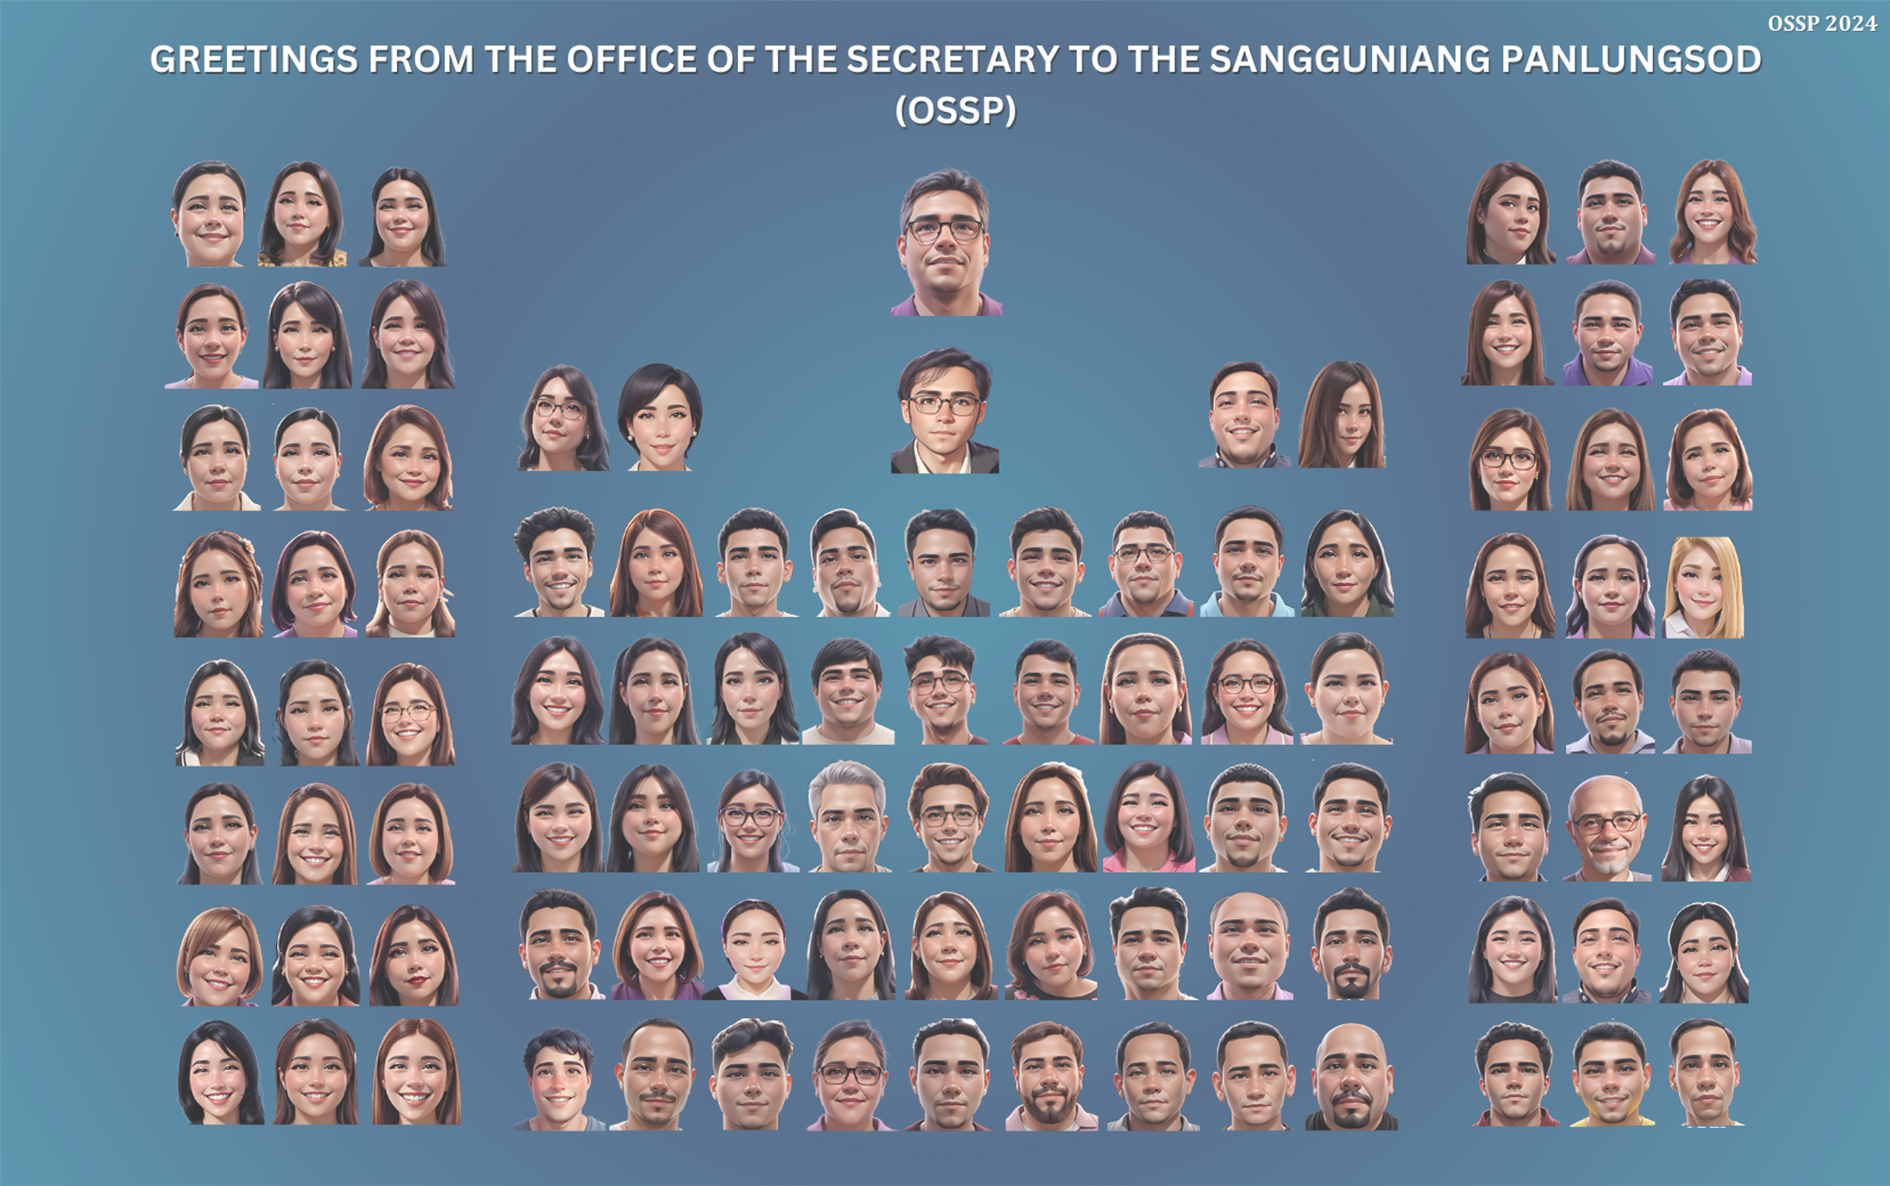 OSSP 2024
GREETINGS FROM THE OFFICE OF THE SECRETARY TO THE SANGGUNIANG PANLUNGSOD
(OSSP)